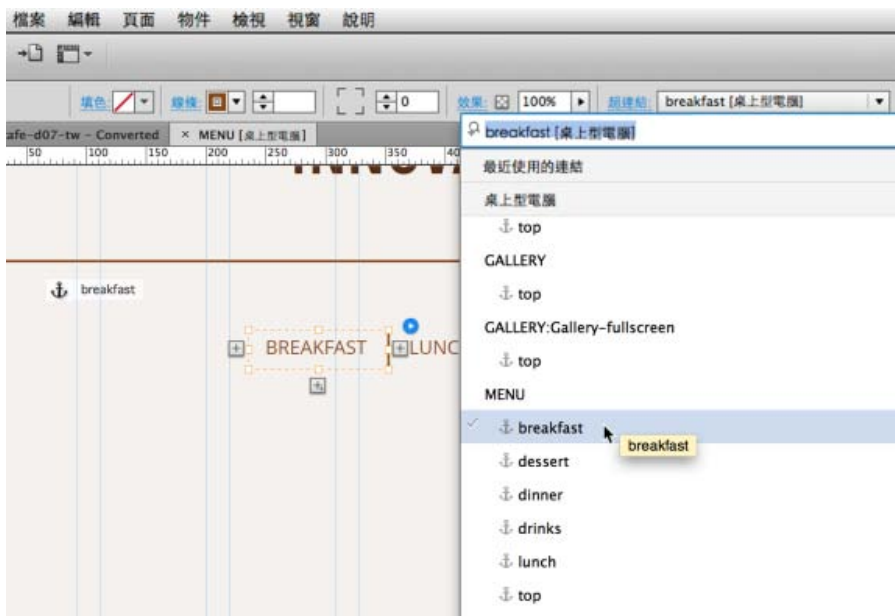 檔案 編輯 頁面 物件 檢視 視窗 說明
填色: 線條: 0 效果: 100% 超連結: breakfast [桌上型電腦]
afe-d07-tw - Converted × MENU [桌上型電腦]
breakfast [桌上型電腦]
50 100 150 200 250 300 350 40
最近使用的連結
桌上型電腦
top
GALLERY
breakfast
top
GALLERY:Gallery-fullscreen
BREAKFAST LUNC
top
MENU
breakfast
breakfast
dessert
dinner
drinks
lunch
top